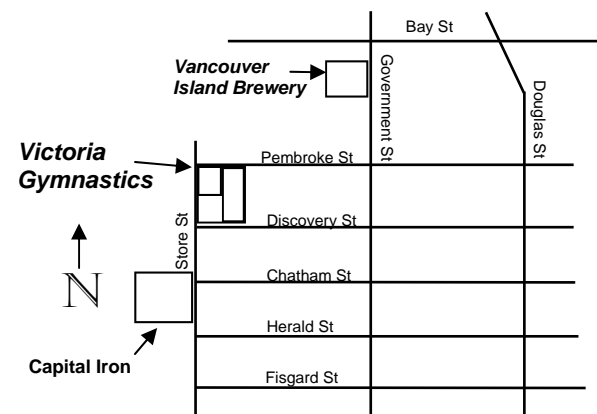 Bay St
Vancouver
Island Brewery
Government St
Douglas St
Victoria
Gymnastics
Pembroke St
Store St
Discovery St
N
Chatham St
Herald St
Capital Iron
Fisgard St